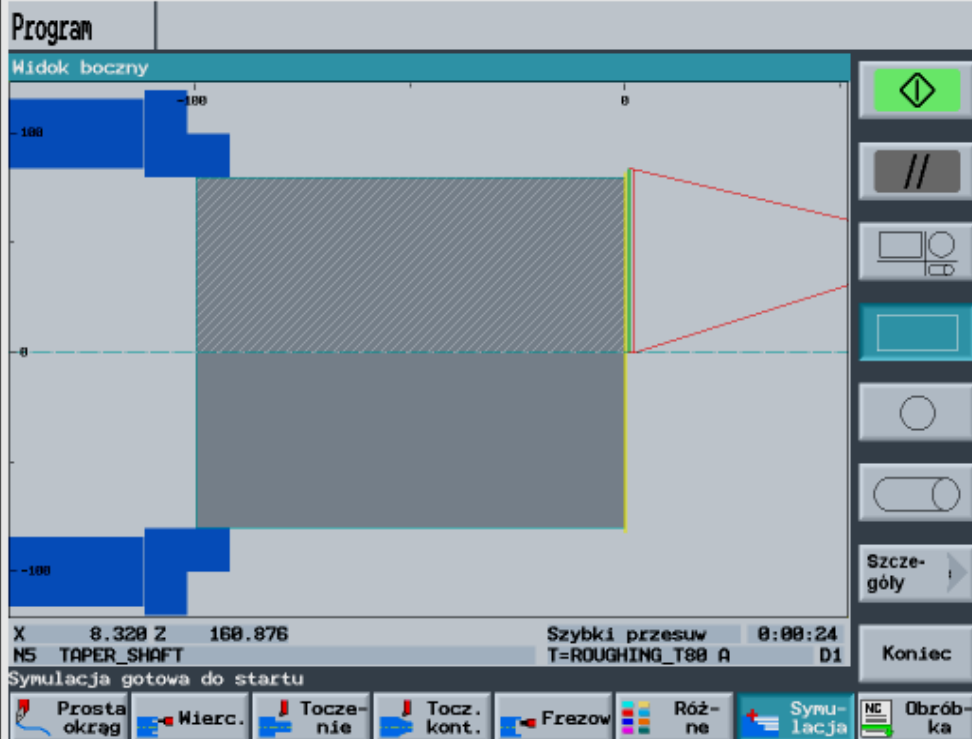 Program
Widok boczny
-100
0
100
0
-100
Szcze-
góły
X 8.320 Z 160.876 Szybki przesuw 0:00:24
N5 TAPER_SHAFT T=ROUGHING_T80 A D1
Koniec
Symulacja gotowa do startu
Prosta
okrąg
Wierc.
Tocze-
nie
Tocz.
kont.
Frezow
Róż-
ne
Symu-
lacja
NC
Obrób-
ka